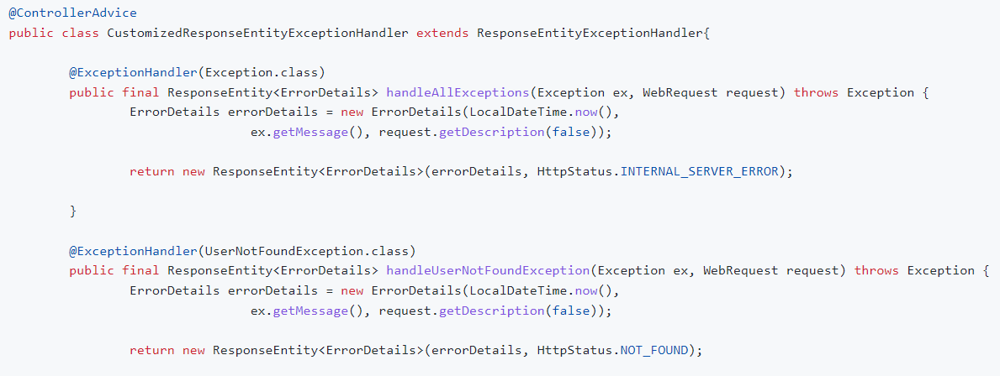 @ControllerAdvice
public class CustomizedResponseEntityExceptionHandler extends ResponseEntityExceptionHandler{
@ExceptionHandler(Exception.class)
public final ResponseEntity<ErrorDetails> handleAllExceptions(Exception ex, WebRequest request) throws Exception {
ErrorDetails errorDetails = new ErrorDetails(LocalDateTime.now(),
ex.getMessage(), request.getDescription(false));
return new ResponseEntity<ErrorDetails>(errorDetails, HttpStatus.INTERNAL_SERVER_ERROR);
}
@ExceptionHandler(UserNotFoundException.class)
public final ResponseEntity<ErrorDetails> handleUserNotFoundException(Exception ex, WebRequest request) throws Exception {
ErrorDetails errorDetails = new ErrorDetails(LocalDateTime.now(),
ex.getMessage(), request.getDescription(false));
return new ResponseEntity<ErrorDetails>(errorDetails, HttpStatus.NOT_FOUND);